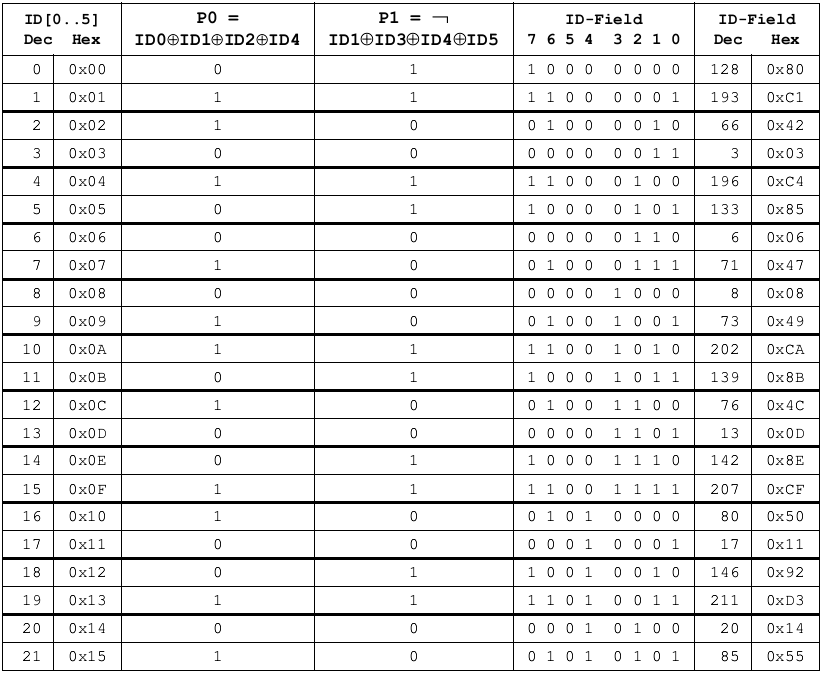 ID[0..5] P0 = P1 = ¬ ID-Field ID-Field
Dec Hex ID0⊕ID1⊕ID2⊕ID4 ID1⊕ID3⊕ID4⊕ID5 7 6 5 4 3 2 1 0 Dec Hex
0 0x00 0 1 1 0 0 0 0 0 0 0 128 0x80
1 0x01 1 1 1 1 0 0 0 0 0 1 193 0xC1
2 0x02 1 0 0 1 0 0 0 0 1 0 66 0x42
3 0x03 0 0 0 0 0 0 0 0 1 1 3 0x03
4 0x04 1 1 1 1 0 0 0 1 0 0 196 0xC4
5 0x05 0 1 1 0 0 0 0 1 0 1 133 0x85
6 0x06 0 0 0 0 0 0 0 1 1 0 6 0x06
7 0x07 1 0 0 1 0 0 0 1 1 1 71 0x47
8 0x08 0 0 0 0 0 0 1 0 0 0 8 0x08
9 0x09 1 0 0 1 0 0 1 0 0 1 73 0x49
10 0x0A 1 1 1 1 0 0 1 0 1 0 202 0xCA
11 0x0B 0 1 1 0 0 0 1 0 1 1 139 0x8B
12 0x0C 1 0 0 1 0 0 1 1 0 0 76 0x4C
13 0x0D 0 0 0 0 0 0 1 1 0 1 13 0x0D
14 0x0E 0 1 1 0 0 0 1 1 1 0 142 0x8E
15 0x0F 1 1 1 1 0 0 1 1 1 1 207 0xCF
16 0x10 1 0 0 1 0 1 0 0 0 0 80 0x50
17 0x11 0 0 0 0 0 1 0 0 0 1 17 0x11
18 0x12 0 1 1 0 0 1 0 0 1 0 146 0x92
19 0x13 1 1 1 1 0 1 0 0 1 1 211 0xD3
20 0x14 0 0 0 0 0 1 0 1 0 0 20 0x14
21 0x15 1 0 0 1 0 1 0 1 0 1 85 0x55